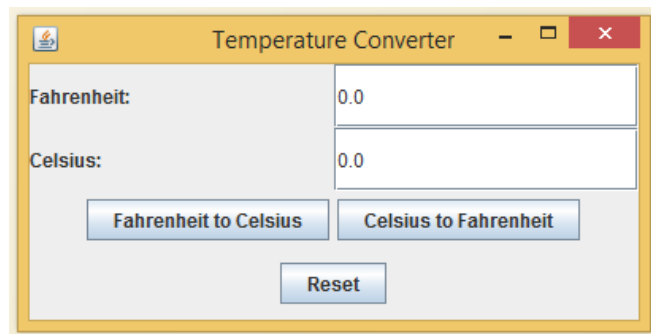 Temperature Converter
Fahrenheit: 0.0
Celsius: 0.0
Fahrenheit to Celsius Celsius to Fahrenheit
Reset